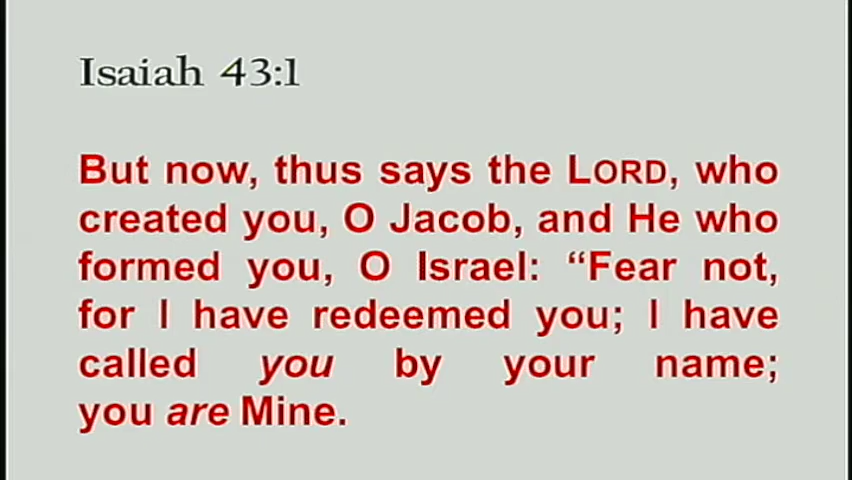 Isaiah 43:1
But now, thus says the LORD, who
created you, O Jacob, and He who
formed you, O Israel: “Fear not,
for I have redeemed you; I have
called you by your name;
you are Mine.